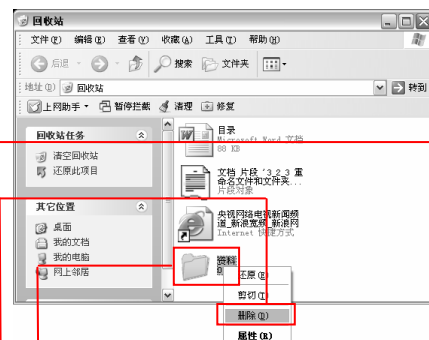 回收站
文件(F) 编辑(E) 查看(V) 收藏(A) 工具(T) 帮助(H)
后退 搜索 文件夹
地址(D) 回收站 转到
上网助手 暂停拦截 清理 修复
回收站任务
清空回收站
还原此项目
其它位置
桌面
我的文档
我的电脑
网上邻居
目录
Microsoft Word 文档
88 KB
文档 片段 '3_2_3 重
命名文件和文件夹...
片段对象
央视网络电视新闻频
道_新浪宽频_新浪网
Internet 快捷方式
资料
还原(E)
剪切(T)
删除(D)
属性(R)